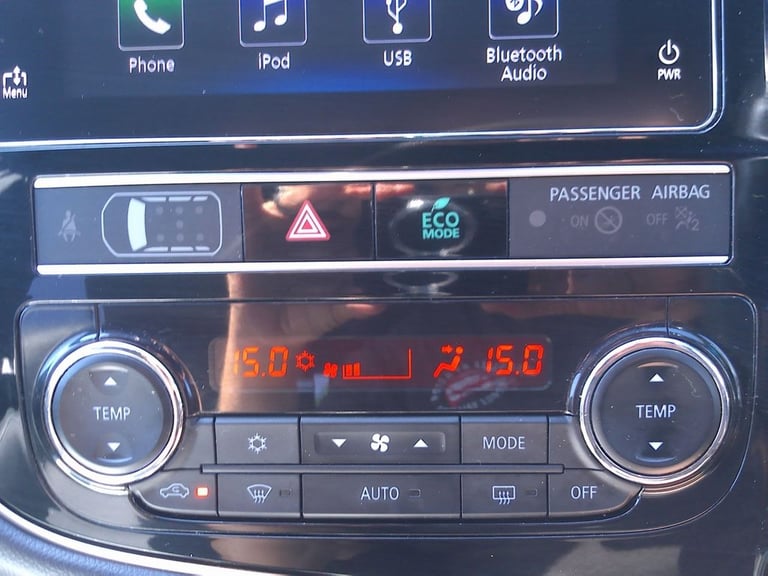 Phone
iPod
USB
Bluetooth
Audio
Menu
PWR
ECO
MODE
PASSENGER AIRBAG
ON OFF
2
15.0 15.0
TEMP
TEMP
MODE
AUTO
OFF